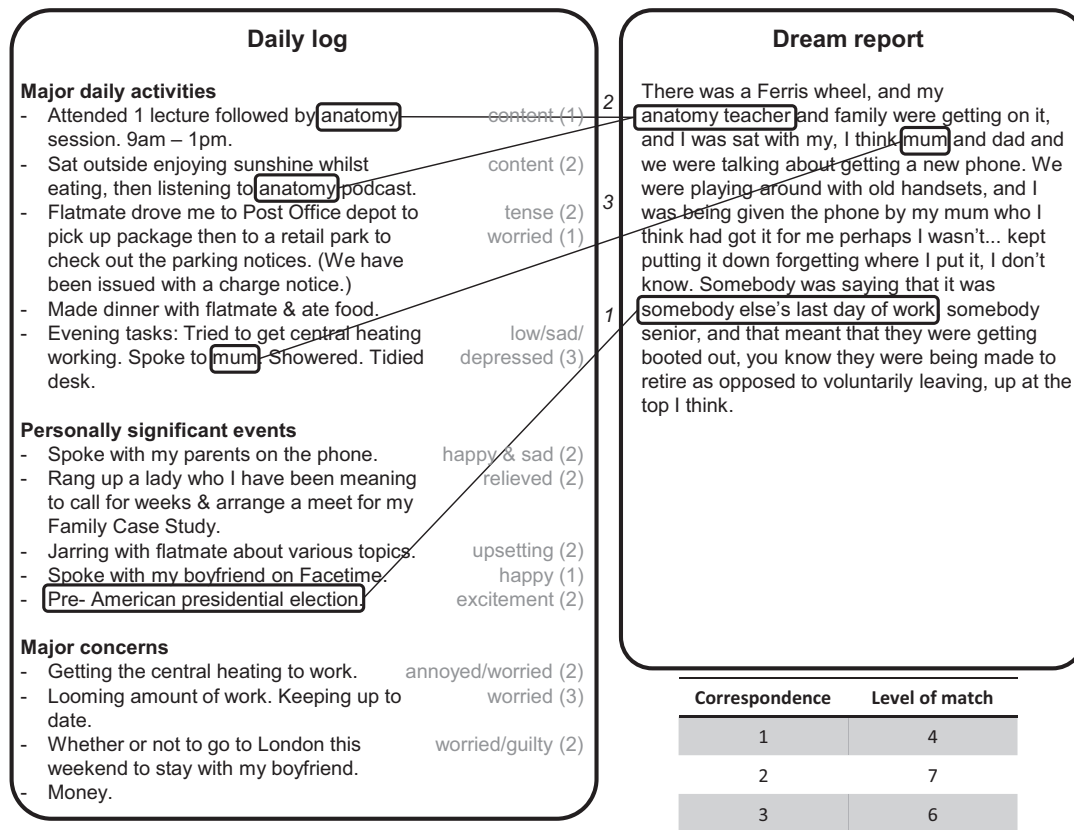 Daily log
Major daily activities
- Attended 1 lecture followed by anatomy content (1)
session. 9am – 1pm.
- Sat outside enjoying sunshine whilst content (2)
eating, then listening to anatomy podcast.
- Flatmate drove me to Post Office depot to tense (2)
pick up package then to a retail park to worried (1)
check out the parking notices. (We have
been issued with a charge notice.)
- Made dinner with flatmate & ate food.
- Evening tasks: Tried to get central heating low/sad/
working. Spoke to mum. Showered. Tidied depressed (3)
desk.
Personally significant events
- Spoke with my parents on the phone. happy & sad (2)
- Rang up a lady who I have been meaning relieved (2)
to call for weeks & arrange a meet for my
Family Case Study.
- Jarring with flatmate about various topics. upsetting (2)
- Spoke with my boyfriend on Facetime. happy (1)
- Pre- American presidential election. excitement (2)
Major concerns
- Getting the central heating to work. annoyed/worried (2)
- Looming amount of work. Keeping up to worried (3)
date.
- Whether or not to go to London this worried/guilty (2)
weekend to stay with my boyfriend.
- Money.
2
3
1
Dream report
There was a Ferris wheel, and my
anatomy teacher and family were getting on it,
and I was sat with my, I think mum and dad and
we were talking about getting a new phone. We
were playing around with old handsets, and I
was being given the phone by my mum who I
think had got it for me perhaps I wasn't... kept
putting it down forgetting where I put it, I don't
know. Somebody was saying that it was
somebody else's last day of work, somebody
senior, and that meant that they were getting
booted out, you know they were being made to
retire as opposed to voluntarily leaving, up at the
top I think.
Correspondence Level of match
1 4
2 7
3 6